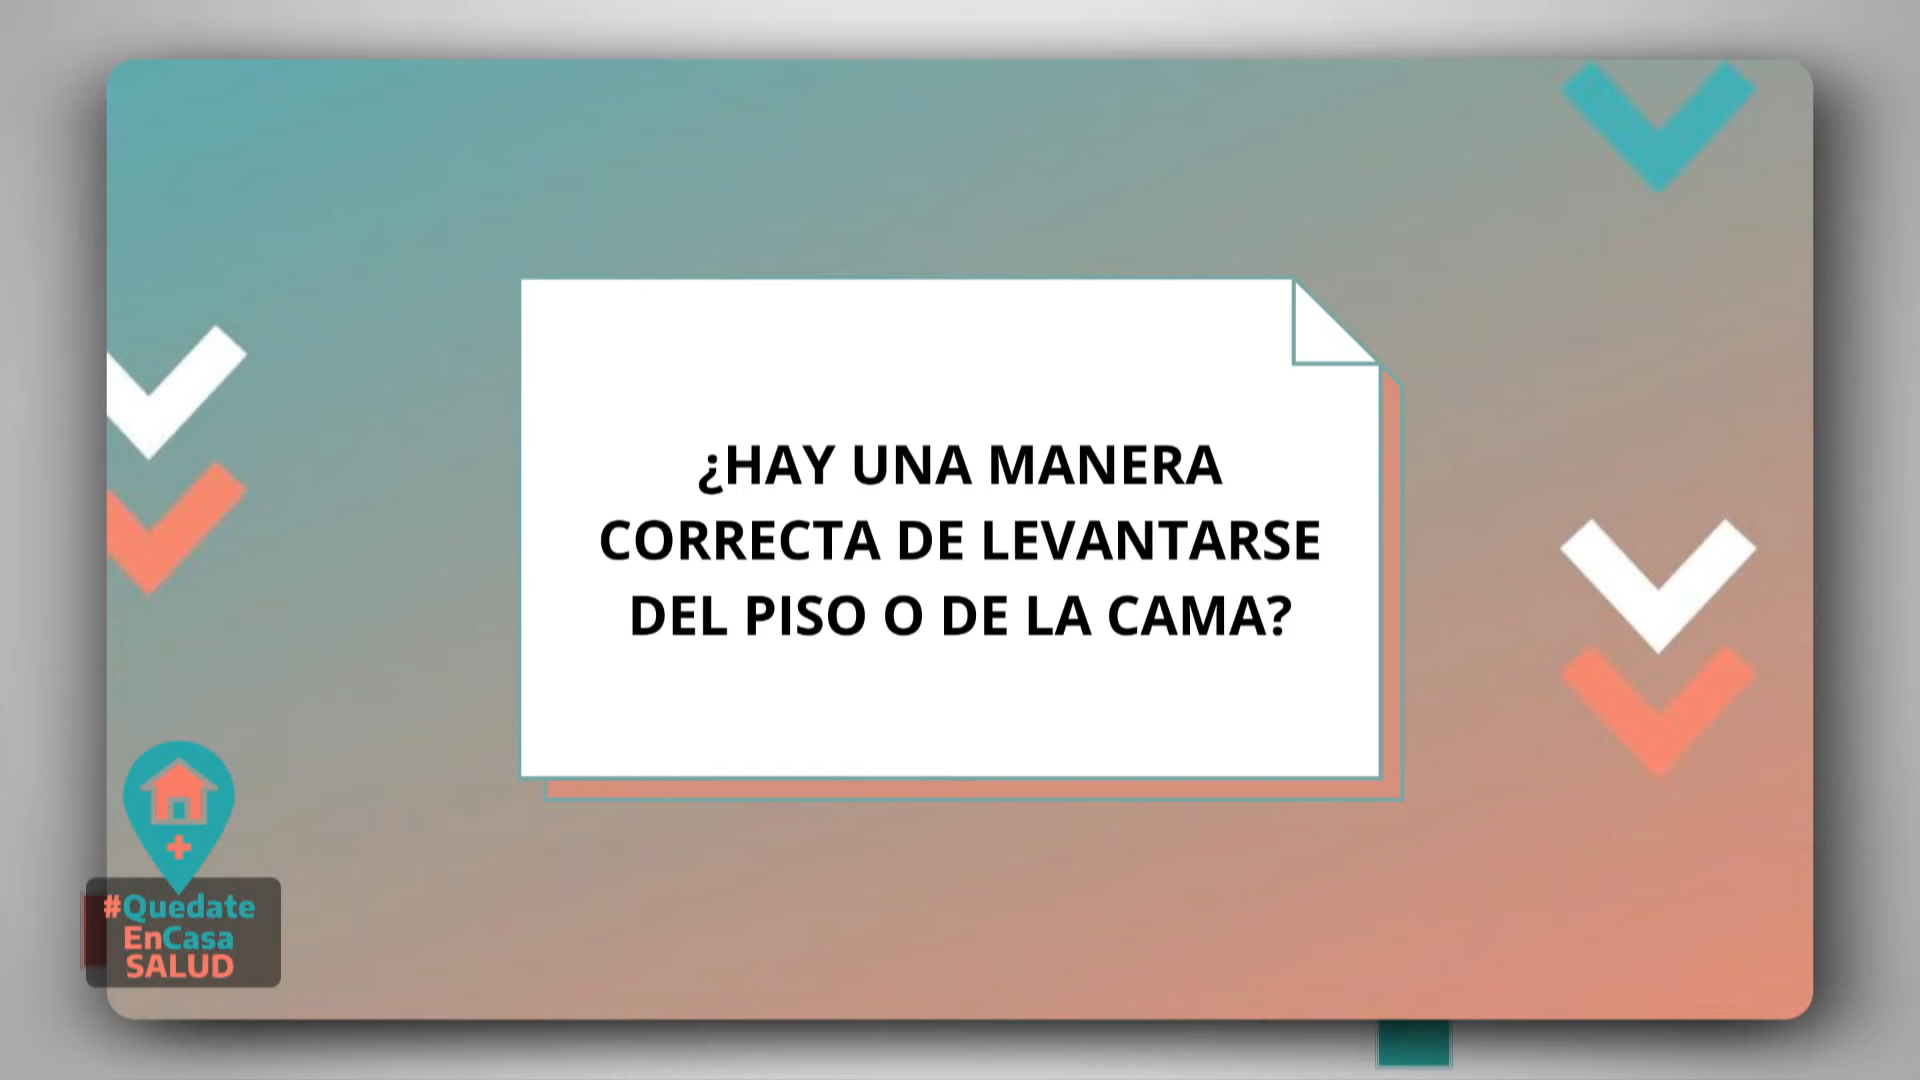 ¿HAY UNA MANERA
CORRECTA DE LEVANTARSE
DEL PISO O DE LA CAMA?
#Quedate
EnCasa
SALUD